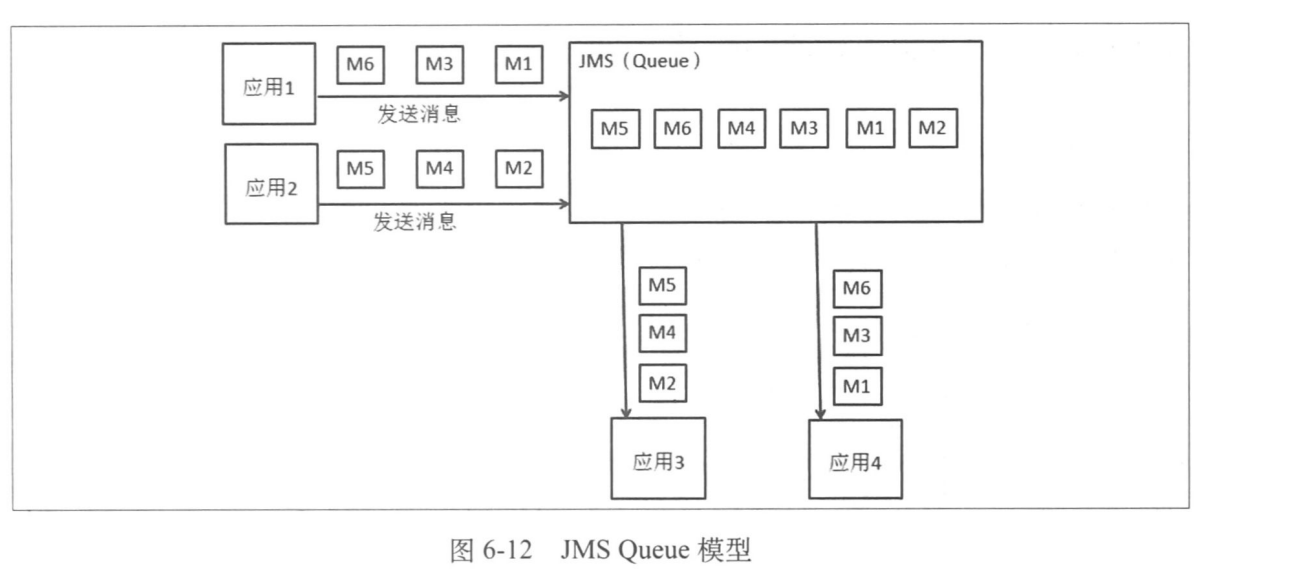 应用1
M6 M3 M1
发送消息
JMS（Queue）
M5 M6 M4 M3 M1 M2
应用2
M5 M4 M2
发送消息
M5
M4
M2
M6
M3
M1
应用3
应用4
图 6-12 JMS Queue 模型